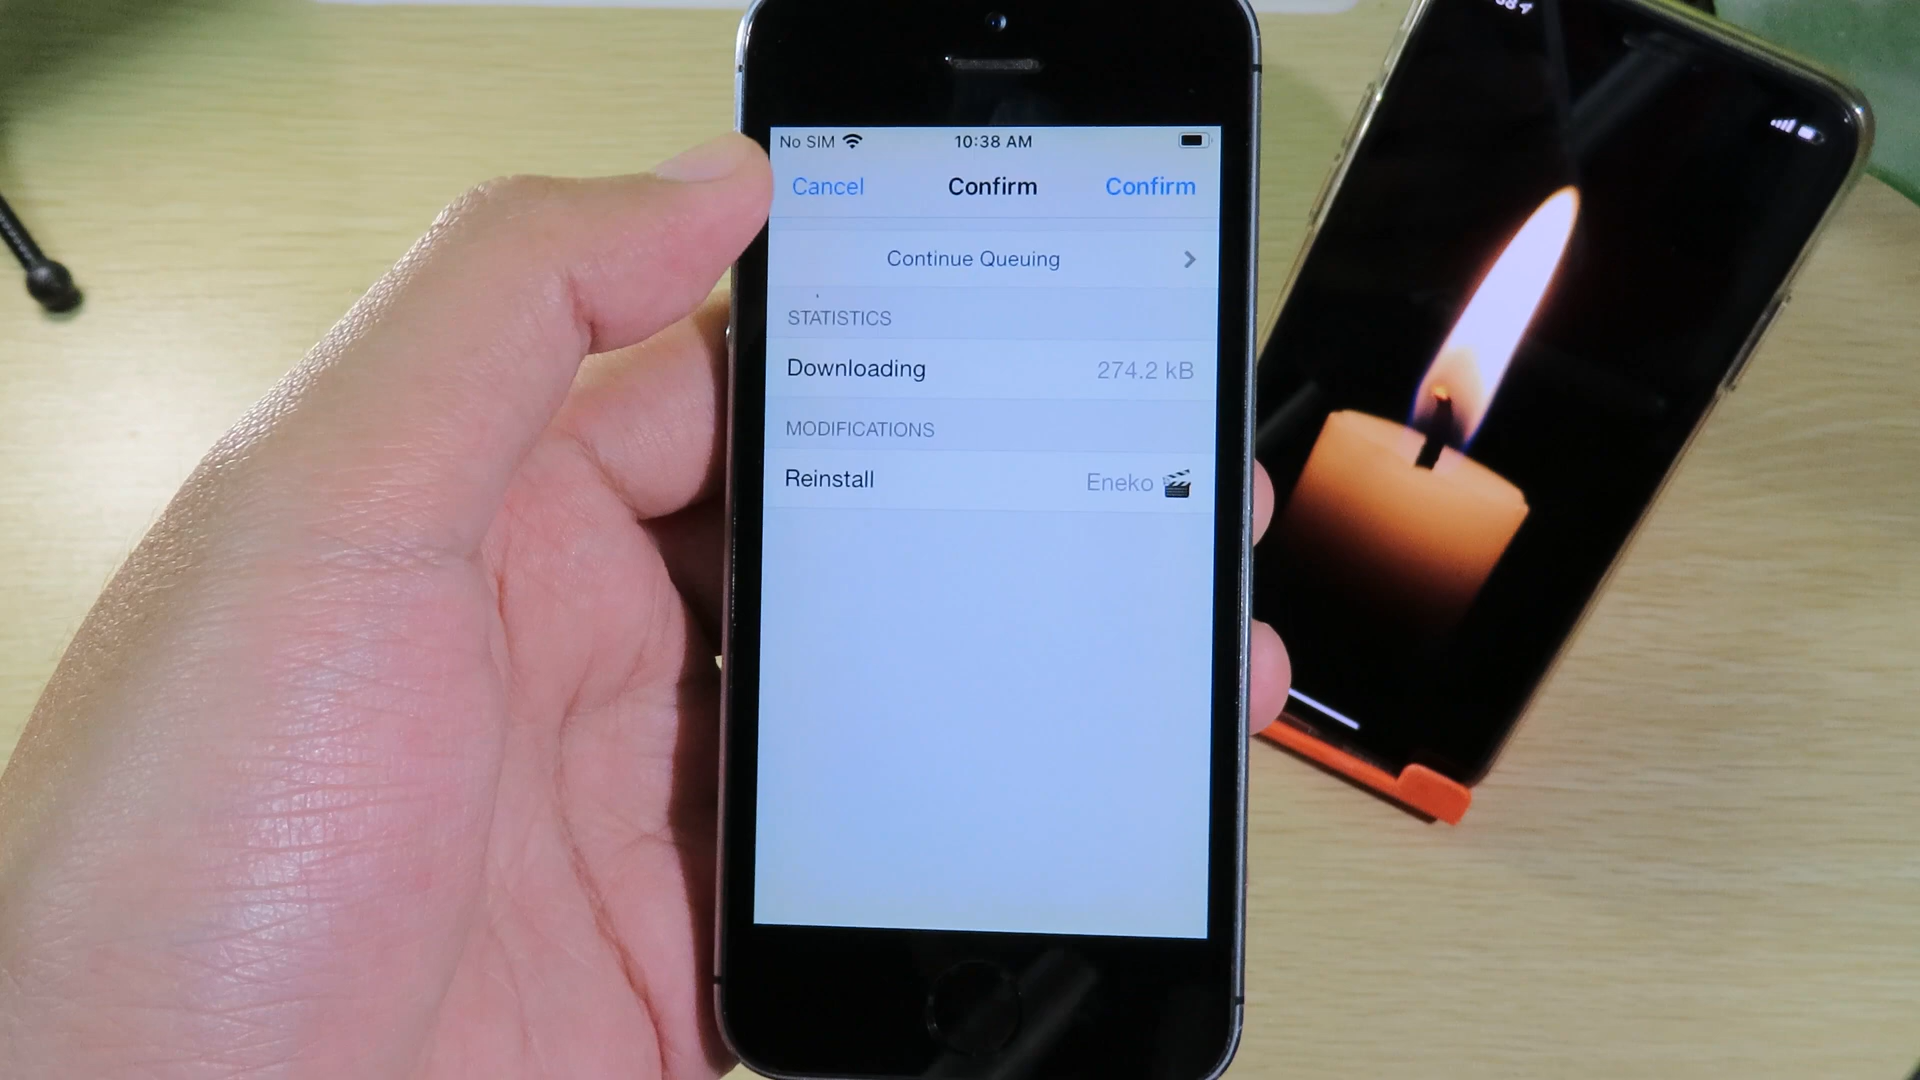 No SIM 10:38 AM
Cancel Confirm Confirm
Continue Queuing
STATISTICS
Downloading 274.2 kB
MODIFICATIONS
Reinstall Eneko 🎬